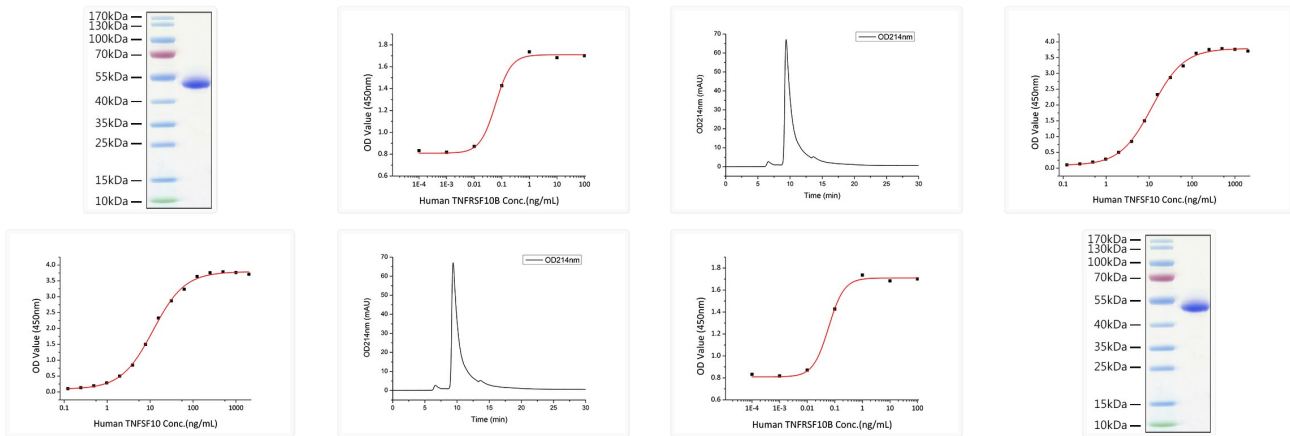 170kDa
130kDa
100kDa
70kDa
55kDa
40kDa
35kDa
25kDa
15kDa
10kDa
OD Value (450nm)
1.8
1.6
1.4
1.2
1.0
0.8
0.6
1E-4 1E-3 0.01 0.1 1 10 100
Human TNFRSF10B Conc.(ng/mL)
OD214nm (mAU)
70
60
50
40
30
20
10
0
OD214nm
0 5 10 15 20 25 30
Time (min)
OD Value (450nm)
4.0
3.5
3.0
2.5
2.0
1.5
1.0
0.5
0.0
0.1 1 10 100 1000
Human TNFSF10 Conc.(ng/mL)
OD Value (450nm)
4.0
3.5
3.0
2.5
2.0
1.5
1.0
0.5
0.0
0.1 1 10 100 1000
Human TNFSF10 Conc.(ng/mL)
OD214nm (mAU)
70
60
50
40
30
20
10
0
OD214nm
0 5 10 15 20 25 30
Time (min)
OD Value (450nm)
1.8
1.6
1.4
1.2
1.0
0.8
0.6
1E-4 1E-3 0.01 0.1 1 10 100
Human TNFRSF10B Conc.(ng/mL)
170kDa
130kDa
100kDa
70kDa
55kDa
40kDa
35kDa
25kDa
15kDa
10kDa